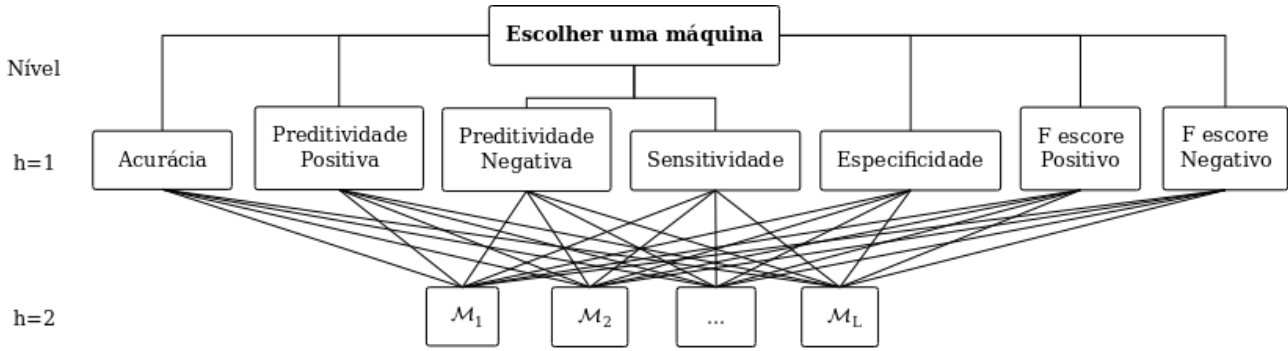 Escolher uma máquina
Nível
h=1
Acurácia
Preditividade
Positiva
Preditividade
Negativa
Sensitividade
Especificidade
F escore
Positivo
F escore
Negativo
h=2
ℳ₁
ℳ₂
...
ℳL